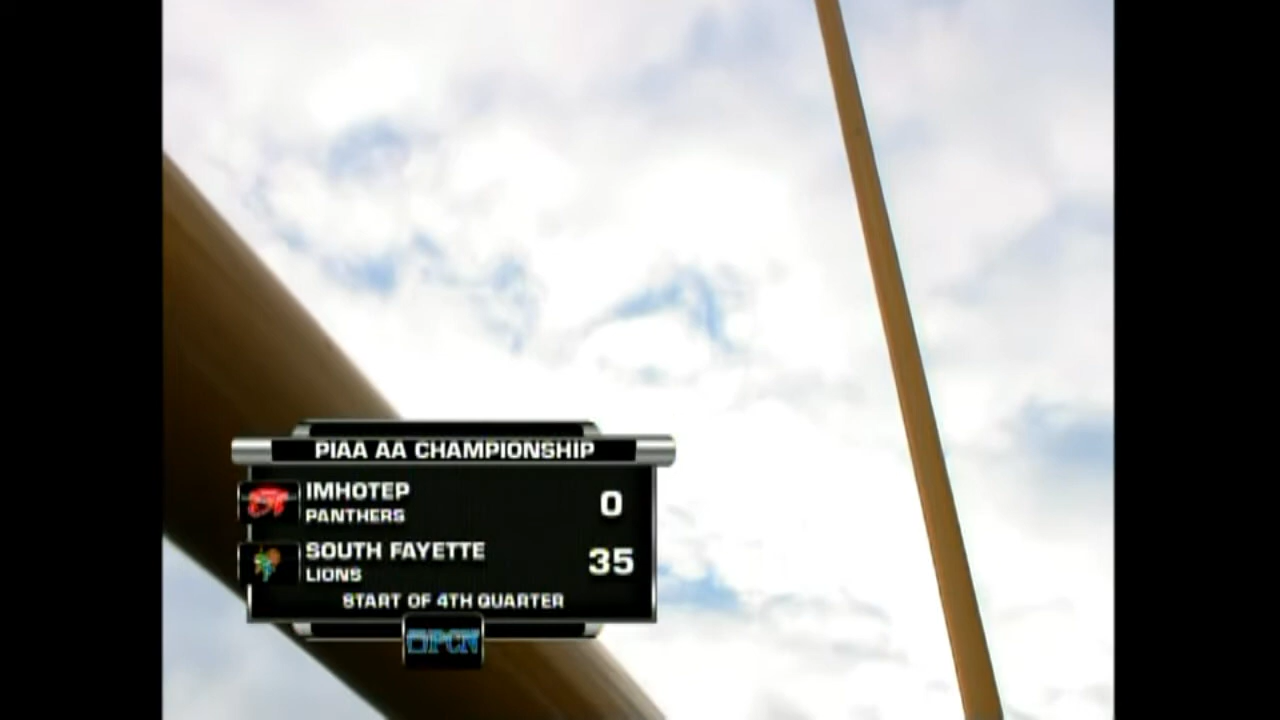 PIAA AA CHAMPIONSHIP
IMHOTEP
PANTHERS
0
SOUTH FAYETTE
LIONS
35
START OF 4TH QUARTER
PCN